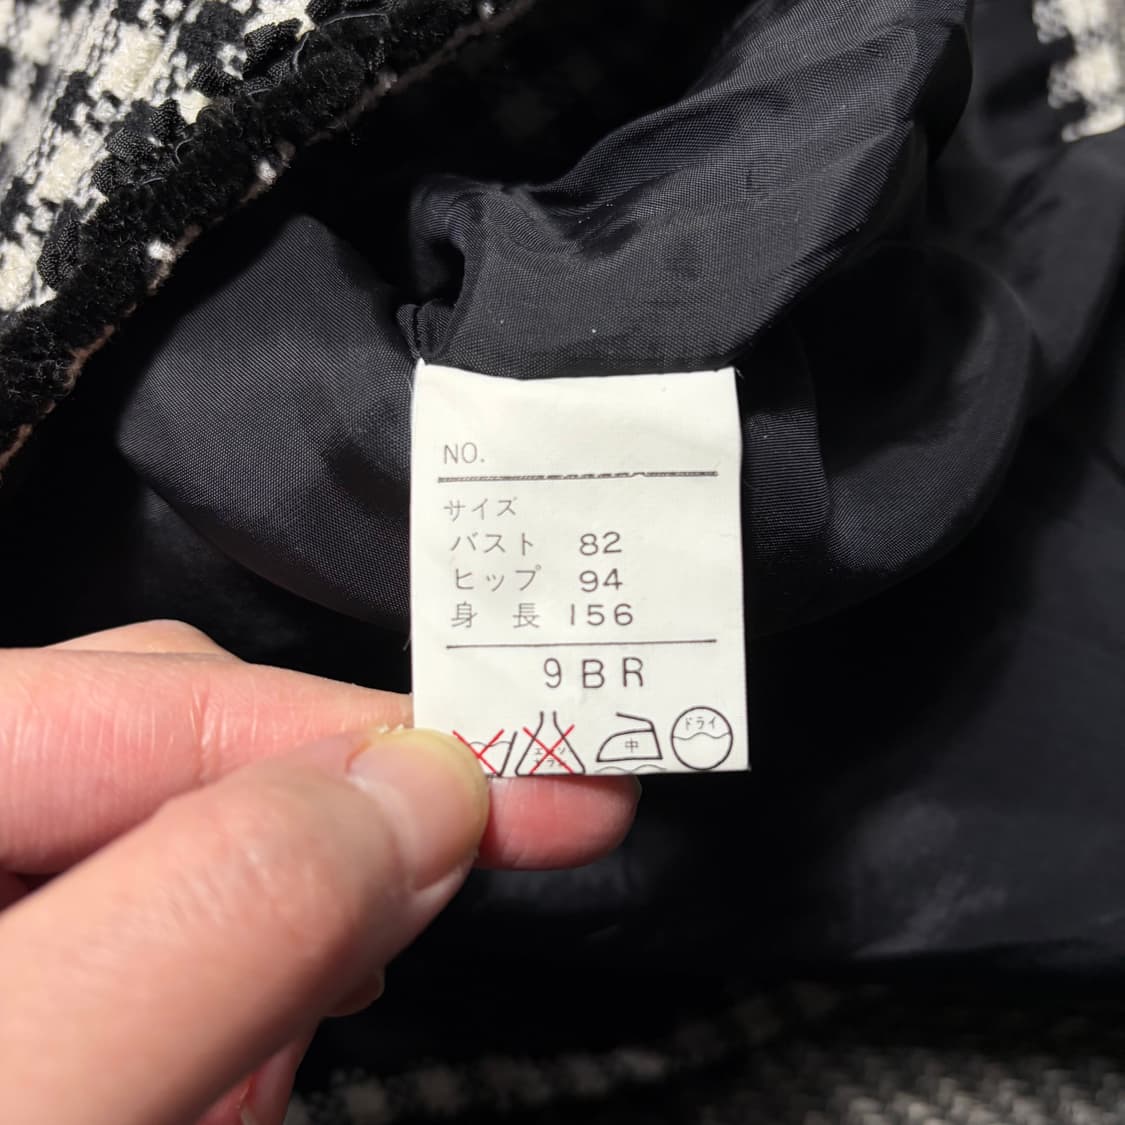 NO.
サイズ
バスト 82
ヒップ 94
身 長 156
9BR
中
ドライ